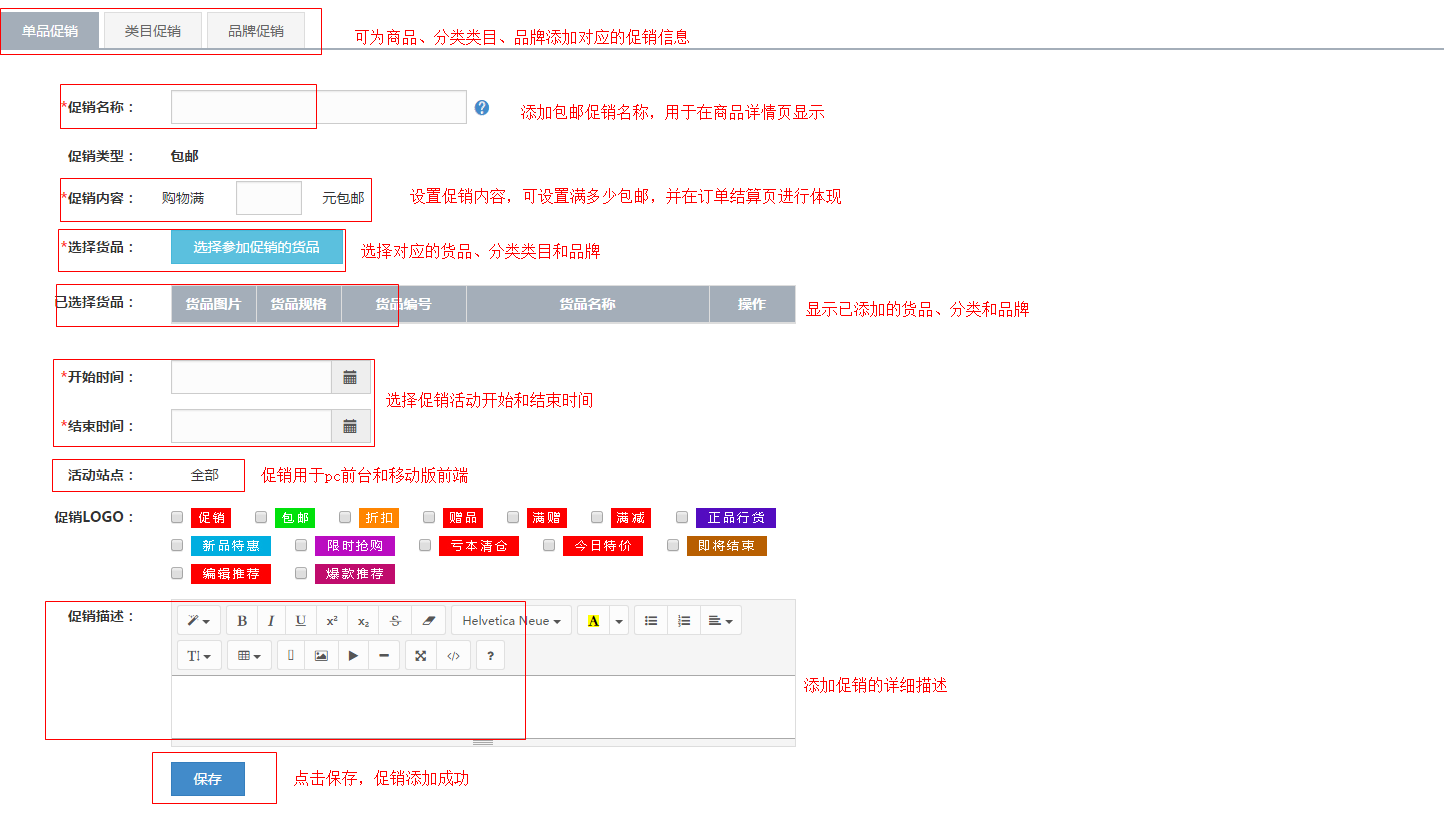 单品促销 类目促销 品牌促销 可为商品、分类类目、品牌添加对应的促销信息
*促销名称： ? 添加包邮促销名称，用于在商品详情页显示
促销类型： 包邮
*促销内容： 购物满 元包邮 设置促销内容，可设置满多少包邮，并在订单结算页进行体现
*选择货品： 选择参加促销的货品 选择对应的货品、分类类目和品牌
已选择货品： 货品图片 货品规格 货品编号 货品名称 操作 显示已添加的货品、分类和品牌
*开始时间：
选择促销活动开始和结束时间
*结束时间：
活动站点： 全部 促销用于pc前台和移动版前端
促销LOGO： 促销 包邮 折扣 赠品 满赠 满减 正品行货
新品特惠 限时抢购 亏本清仓 今日特价 即将结束
编辑推荐 爆款推荐
促销描述： B I U x² x₂ S Helvetica Neue A
TI </> ?
添加促销的详细描述
保存 点击保存，促销添加成功